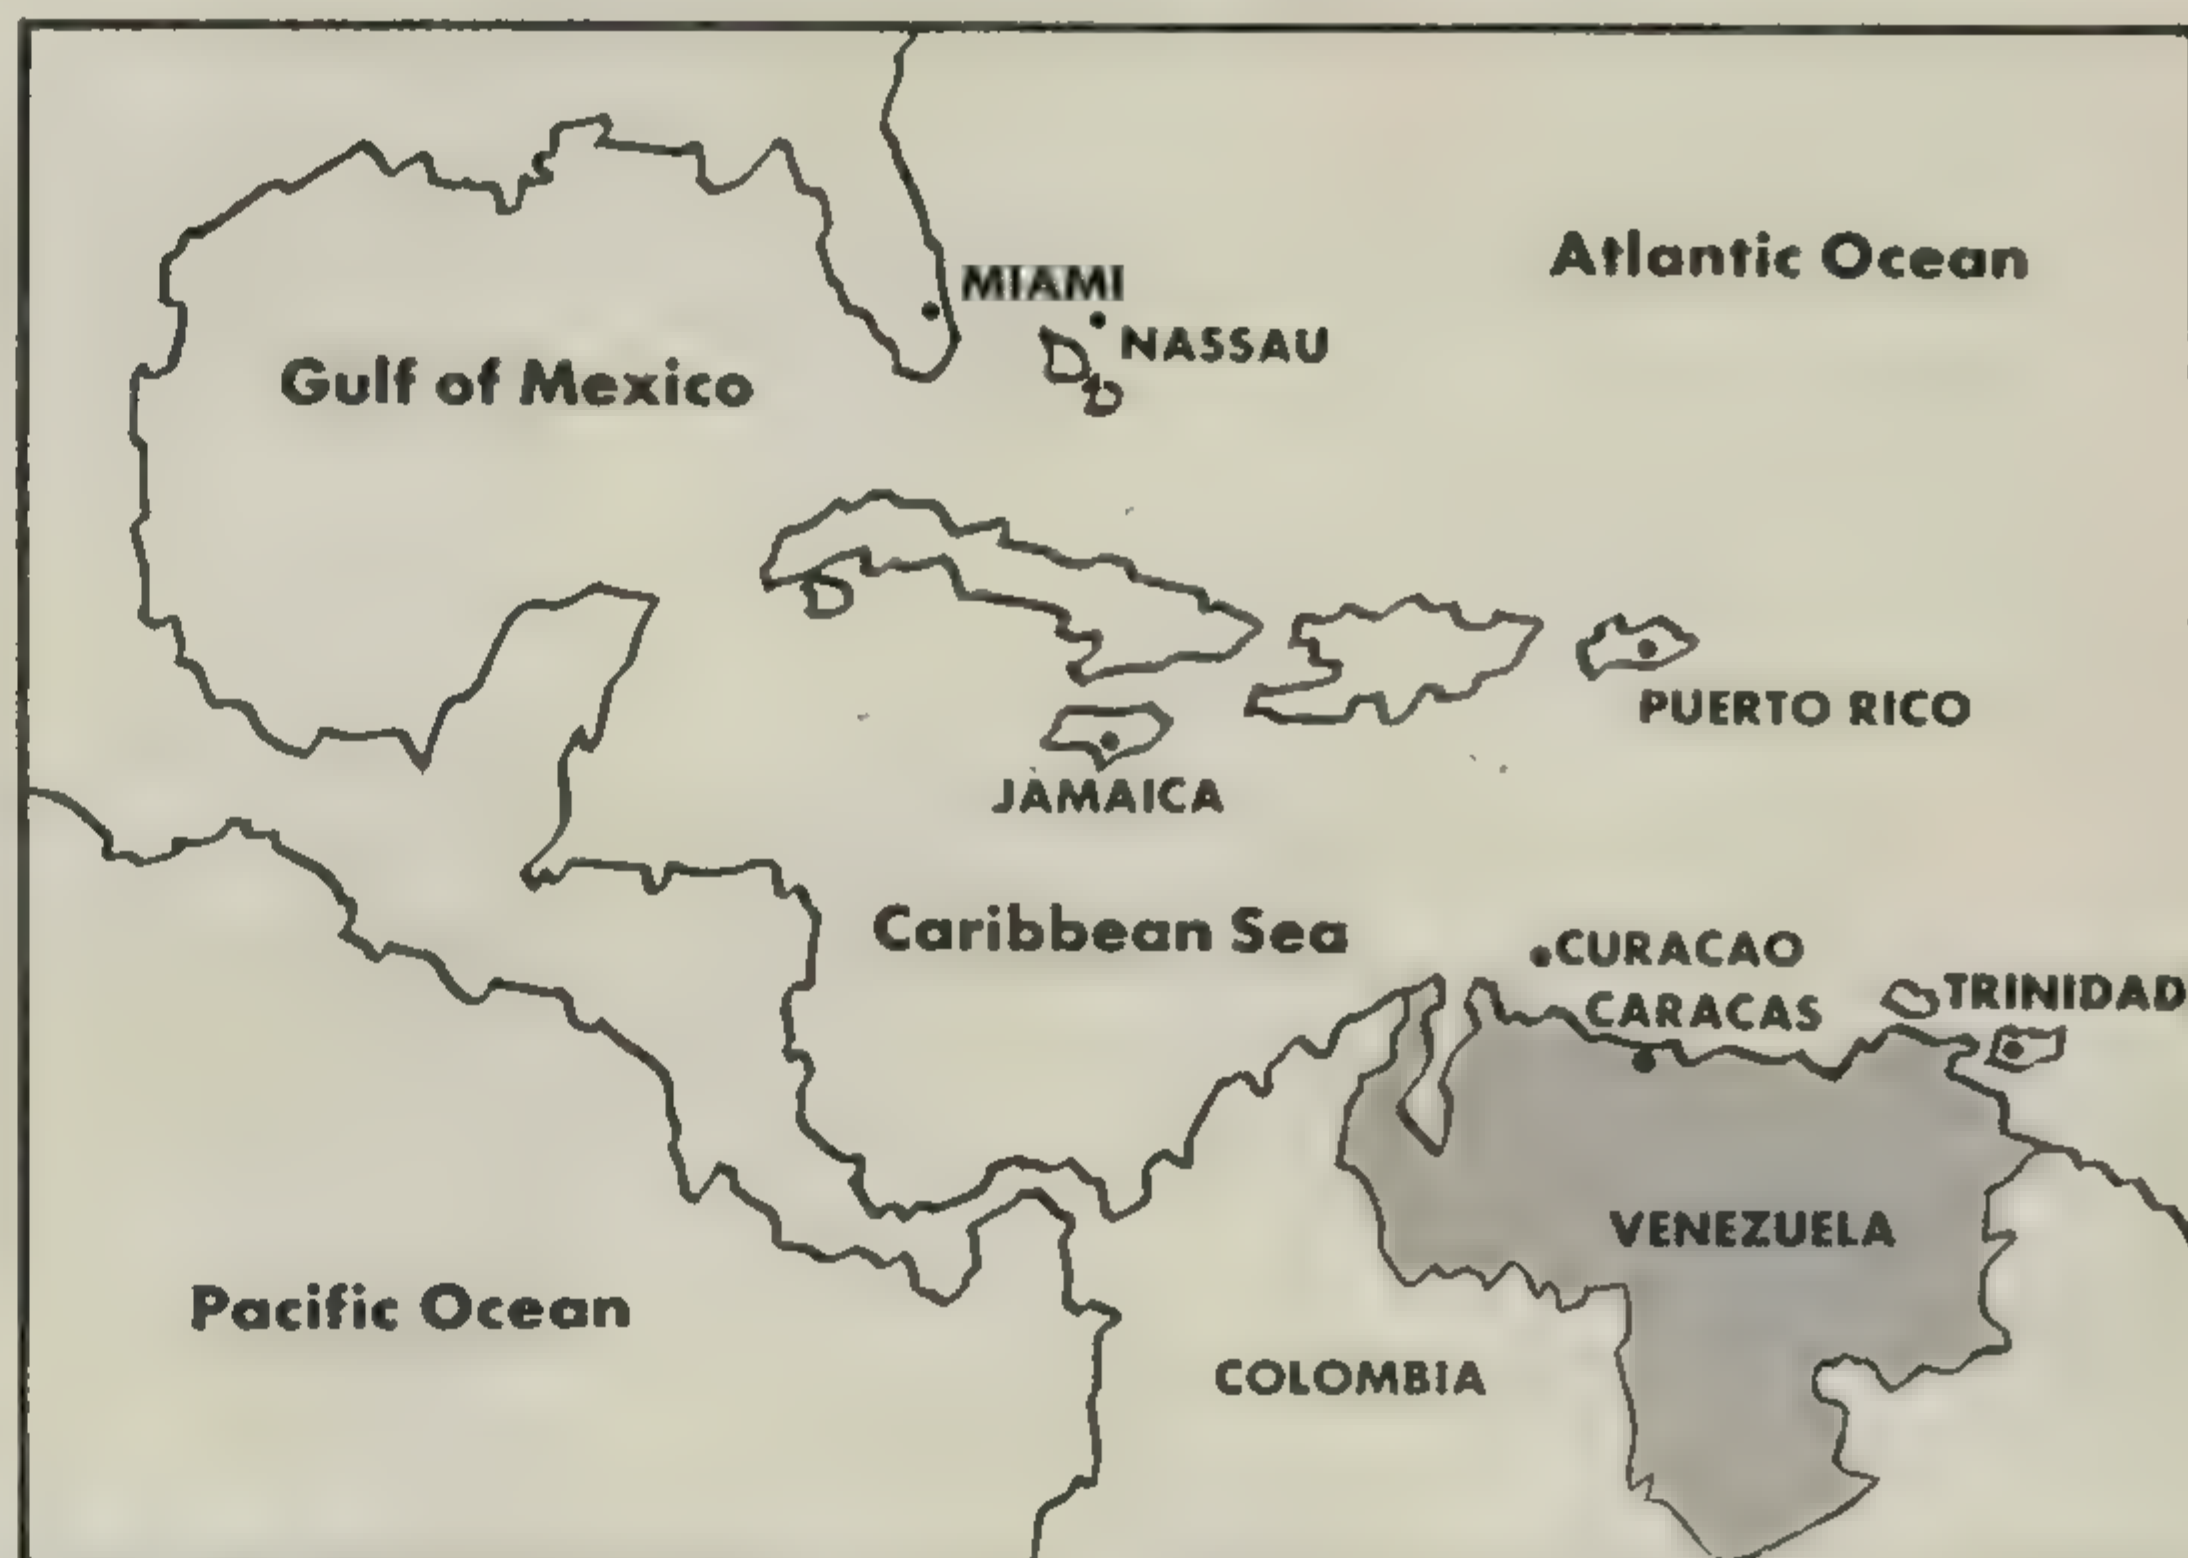 Atlantic Ocean
MIAMI
NASSAU
Gulf of Mexico
PUERTO RICO
JAMAICA
Caribbean Sea
CURACAO
TRINIDAD
CARACAS
VENEZUELA
Pacific Ocean
COLOMBIA